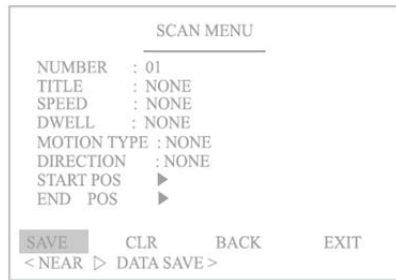 SCAN MENU
NUMBER : 01
TITLE : NONE
SPEED : NONE
DWELL : NONE
MOTION TYPE : NONE
DIRECTION : NONE
START POS ▶
END POS ▶
SAVE CLR BACK EXIT
< NEAR ▷ DATA SAVE >